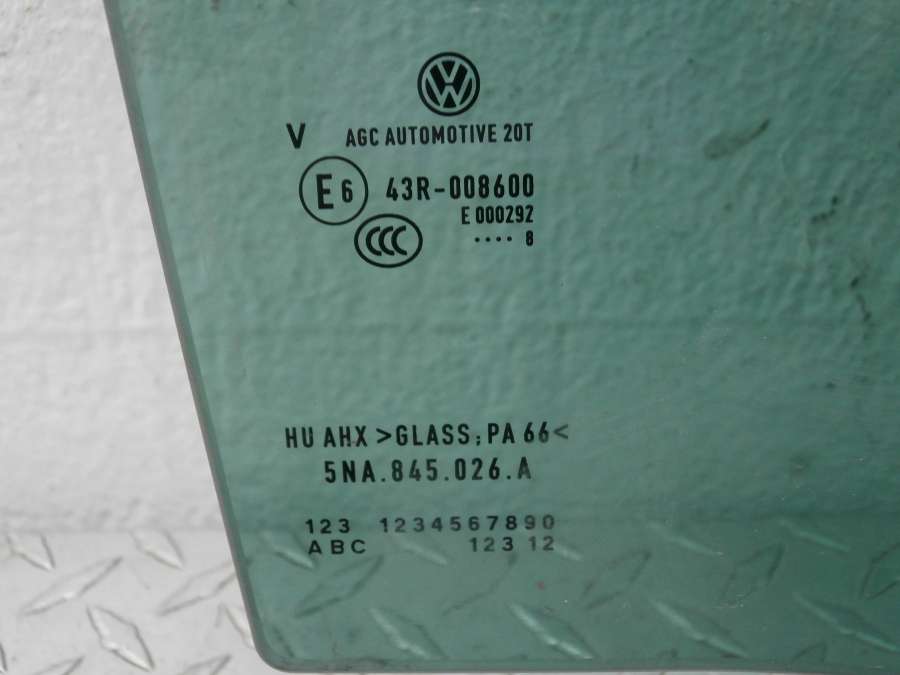 V AGC AUTOMOTIVE 20T
E6 43R-008600
E 000292
CCC .... 8
HU AHX >GLASS;PA 66<
5NA.845.026.A
123 1234567890
ABC 123 12